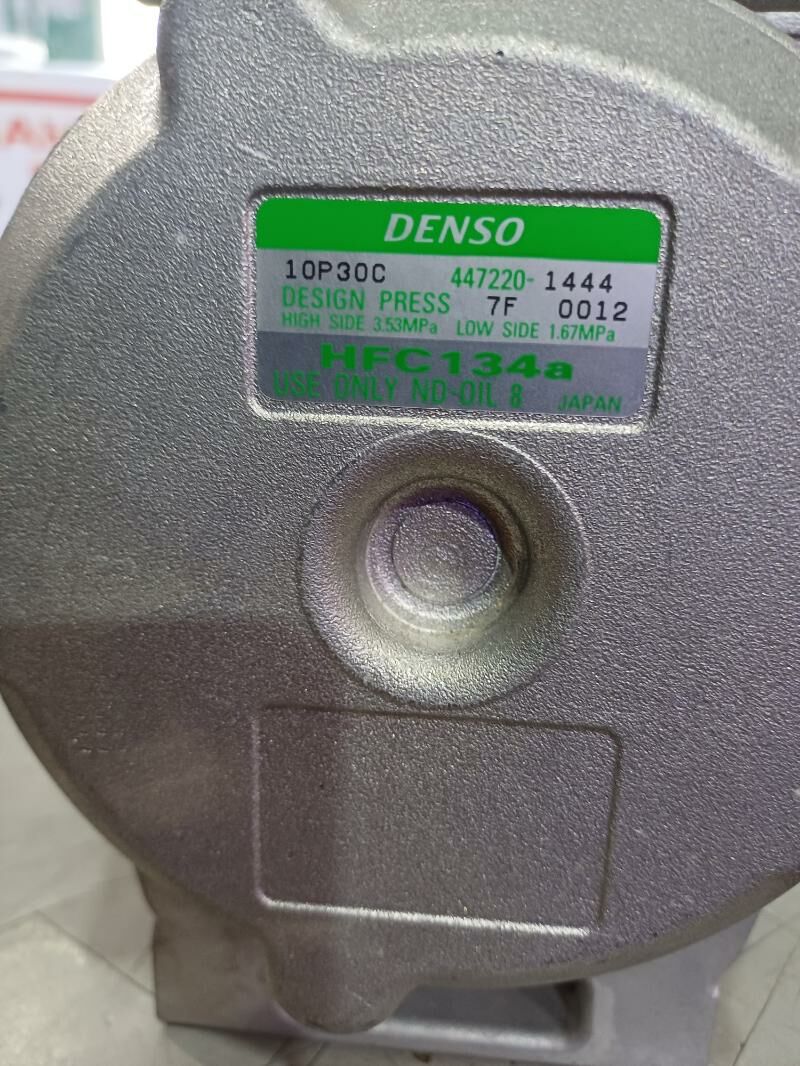 DENSO
10P30C 447220-1444
DESIGN PRESS 7F 0012
HIGH SIDE 3.53MPa LOW SIDE 1.67MPa
HFC134a
USE ONLY ND-OIL 8 JAPAN